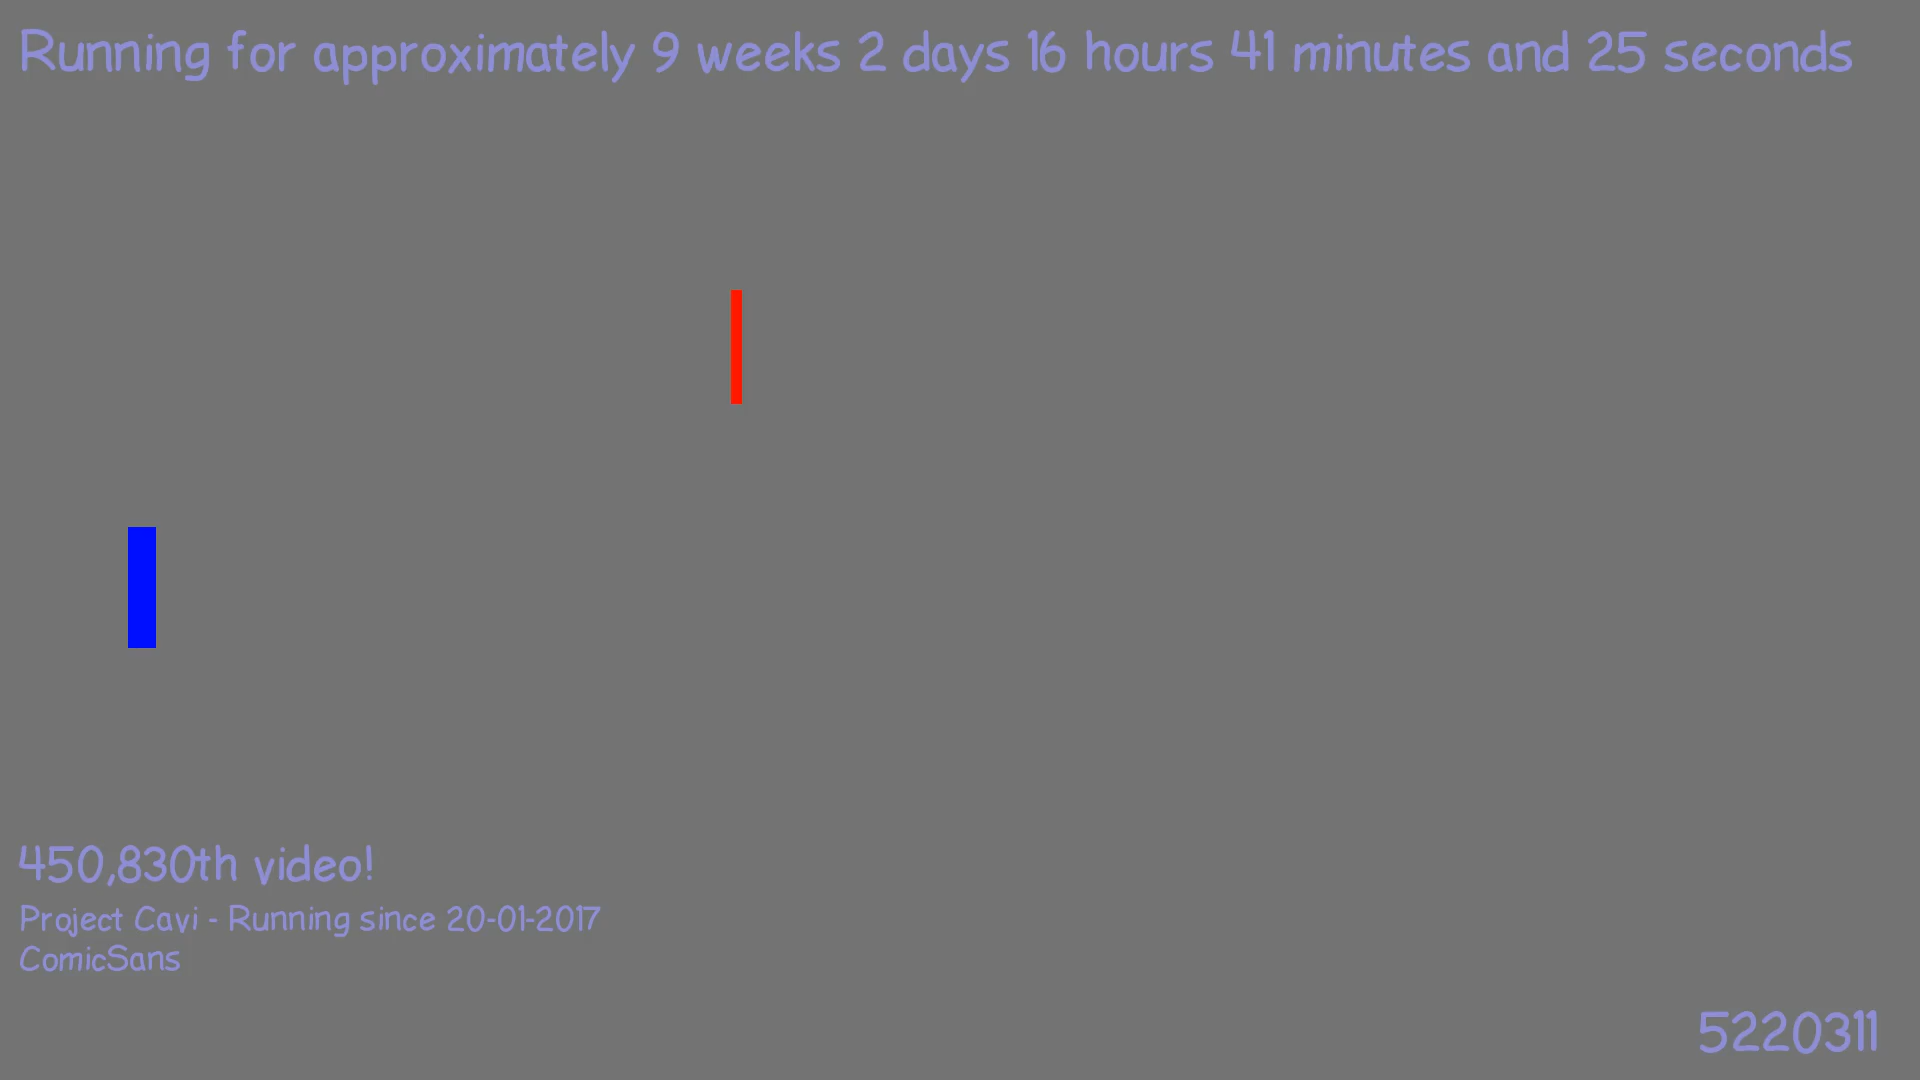 Running for approximately 9 weeks 2 days 16 hours 41 minutes and 25 seconds
450,830th video!
Project Cavi - Running since 20-01-2017
ComicSans
5220311